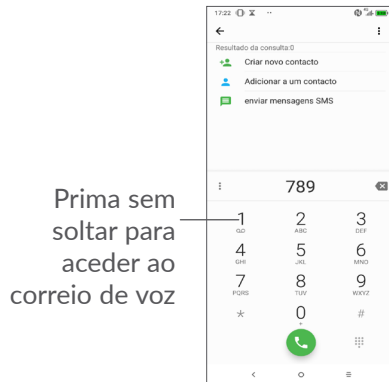 17:22
Resultado da consulta:0
Criar novo contacto
Adicionar a um contacto
enviar mensagens SMS
789
Prima sem
soltar para
aceder ao
correio de voz
1 2 3
ABC DEF
4 5 6
GHI JKL MNO
7 8 9
PQRS TUV WXYZ
* 0 #
+